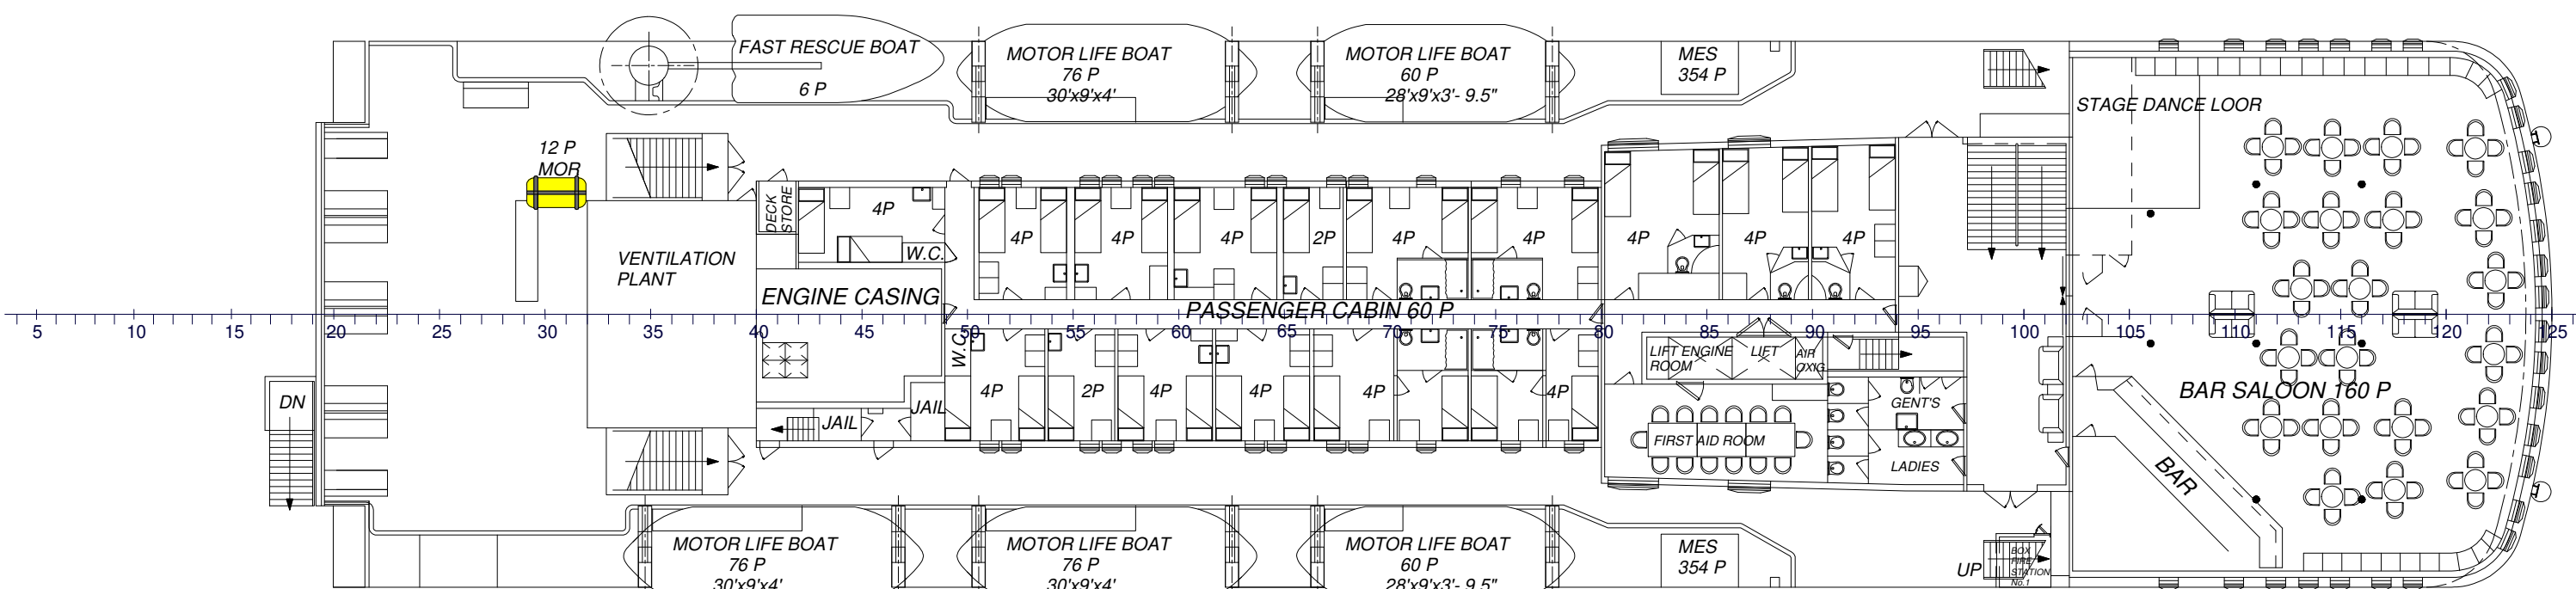 FAST RESCUE BOAT
6 P
MOTOR LIFE BOAT
76 P
30'x9'x4'
MOTOR LIFE BOAT
60 P
28'x9'x3'- 9.5"
MES
354 P
STAGE DANCE LOOR
12 P
MOR
DECK
STORE
4P
W.C.
4P
4P
4P
2P
4P
4P
4P
4P
4P
VENTILATION
PLANT
ENGINE CASING
PASSENGER CABIN 60 P
5 10 15 20 25 30 35 40 45 50 55 60 65 70 75 80 85 90 95 100 105 110 115 120 125
W.C.
LIFT ENGINE
ROOM
LIFT
AIR
OXIG
DN
JAIL
JAIL
4P
2P
4P
4P
4P
4P
GENT'S
FIRST AID ROOM
LADIES
BAR SALOON 160 P
BAR
MOTOR LIFE BOAT
76 P
30'x9'x4'
MOTOR LIFE BOAT
76 P
30'x9'x4'
MOTOR LIFE BOAT
60 P
28'x9'x3'- 9.5"
MES
354 P
UP
BOX
FIRE
STATION
No.1